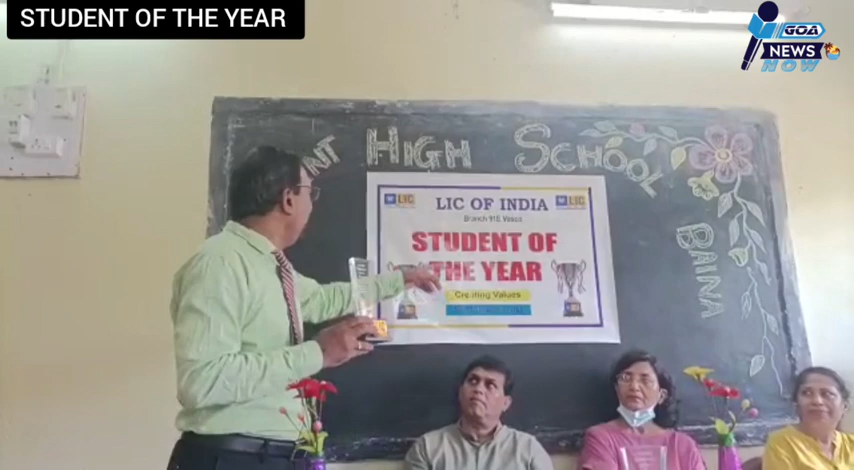 STUDENT OF THE YEAR
GOA
NEWS
NOW
HIGH SCHOOL
BAINA
LIC
LIC OF INDIA
LIC
STUDENT OF
THE YEAR
Creating Values